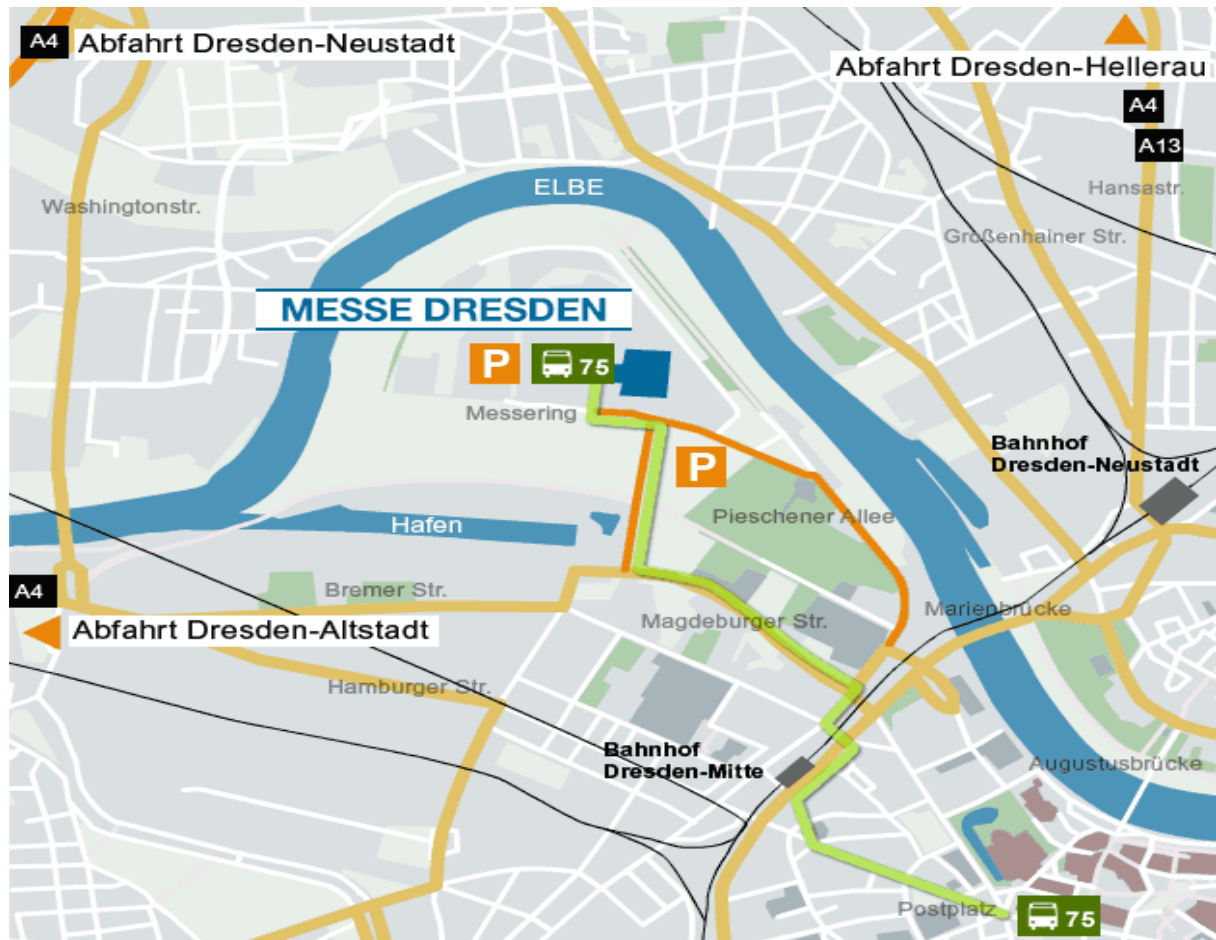 A4 Abfahrt Dresden-Neustadt
Abfahrt Dresden-Hellerau
A4
A13
Hansastr.
ELBE
Washingtonstr.
Großenhainer Str.
MESSE DRESDEN
P 75
Messering
Bahnhof
Dresden-Neustadt
P
Pieschener Allee
Hafen
A4
Bremer Str.
Marienbrücke
Magdeburger Str.
Abfahrt Dresden-Altstadt
Hamburger Str.
Bahnhof
Dresden-Mitte
Augustusbrücke
Postplatz 75